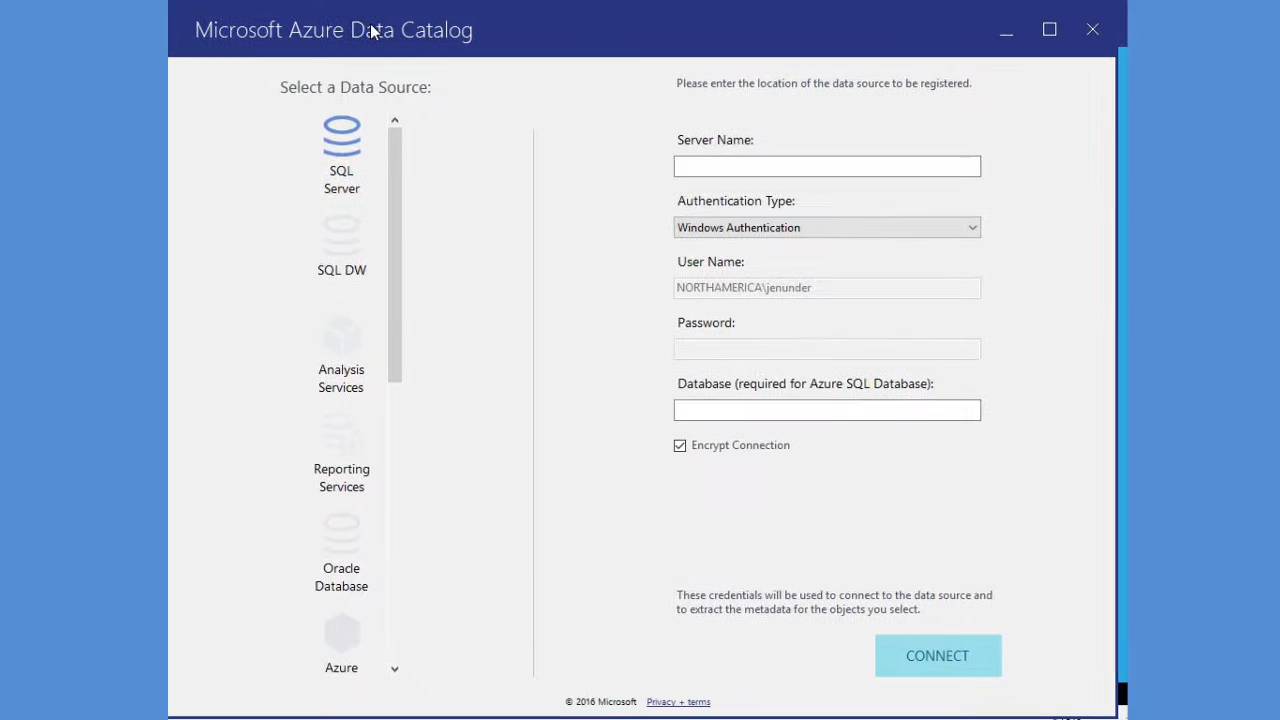 Microsoft Azure Data Catalog
Select a Data Source:
SQL
Server
SQL DW
Analysis
Services
Reporting
Services
Oracle
Database
Azure
Please enter the location of the data source to be registered.
Server Name:
Authentication Type:
Windows Authentication
User Name:
NORTHAMERICA\jenunder
Password:
Database (required for Azure SQL Database):
Encrypt Connection
These credentials will be used to connect to the data source and
to extract the metadata for the objects you select.
CONNECT
© 2016 Microsoft Privacy + terms